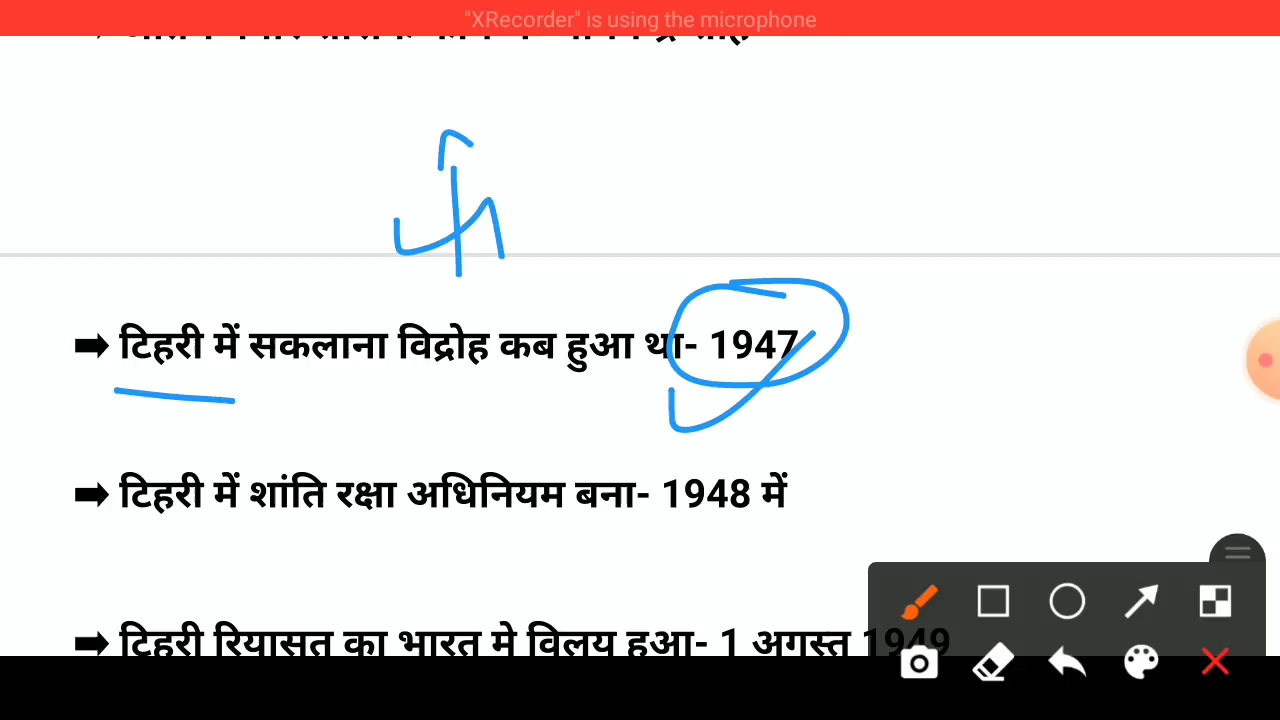 "XRecorder" is using the microphone
➡ टिहरी में सकलाना विद्रोह कब हुआ था- 1947
➡ टिहरी में शांति रक्षा अधिनियम बना- 1948 में
➡ टिहरी रियासत का भारत मे विलय हुआ- 1 अगस्त 1949